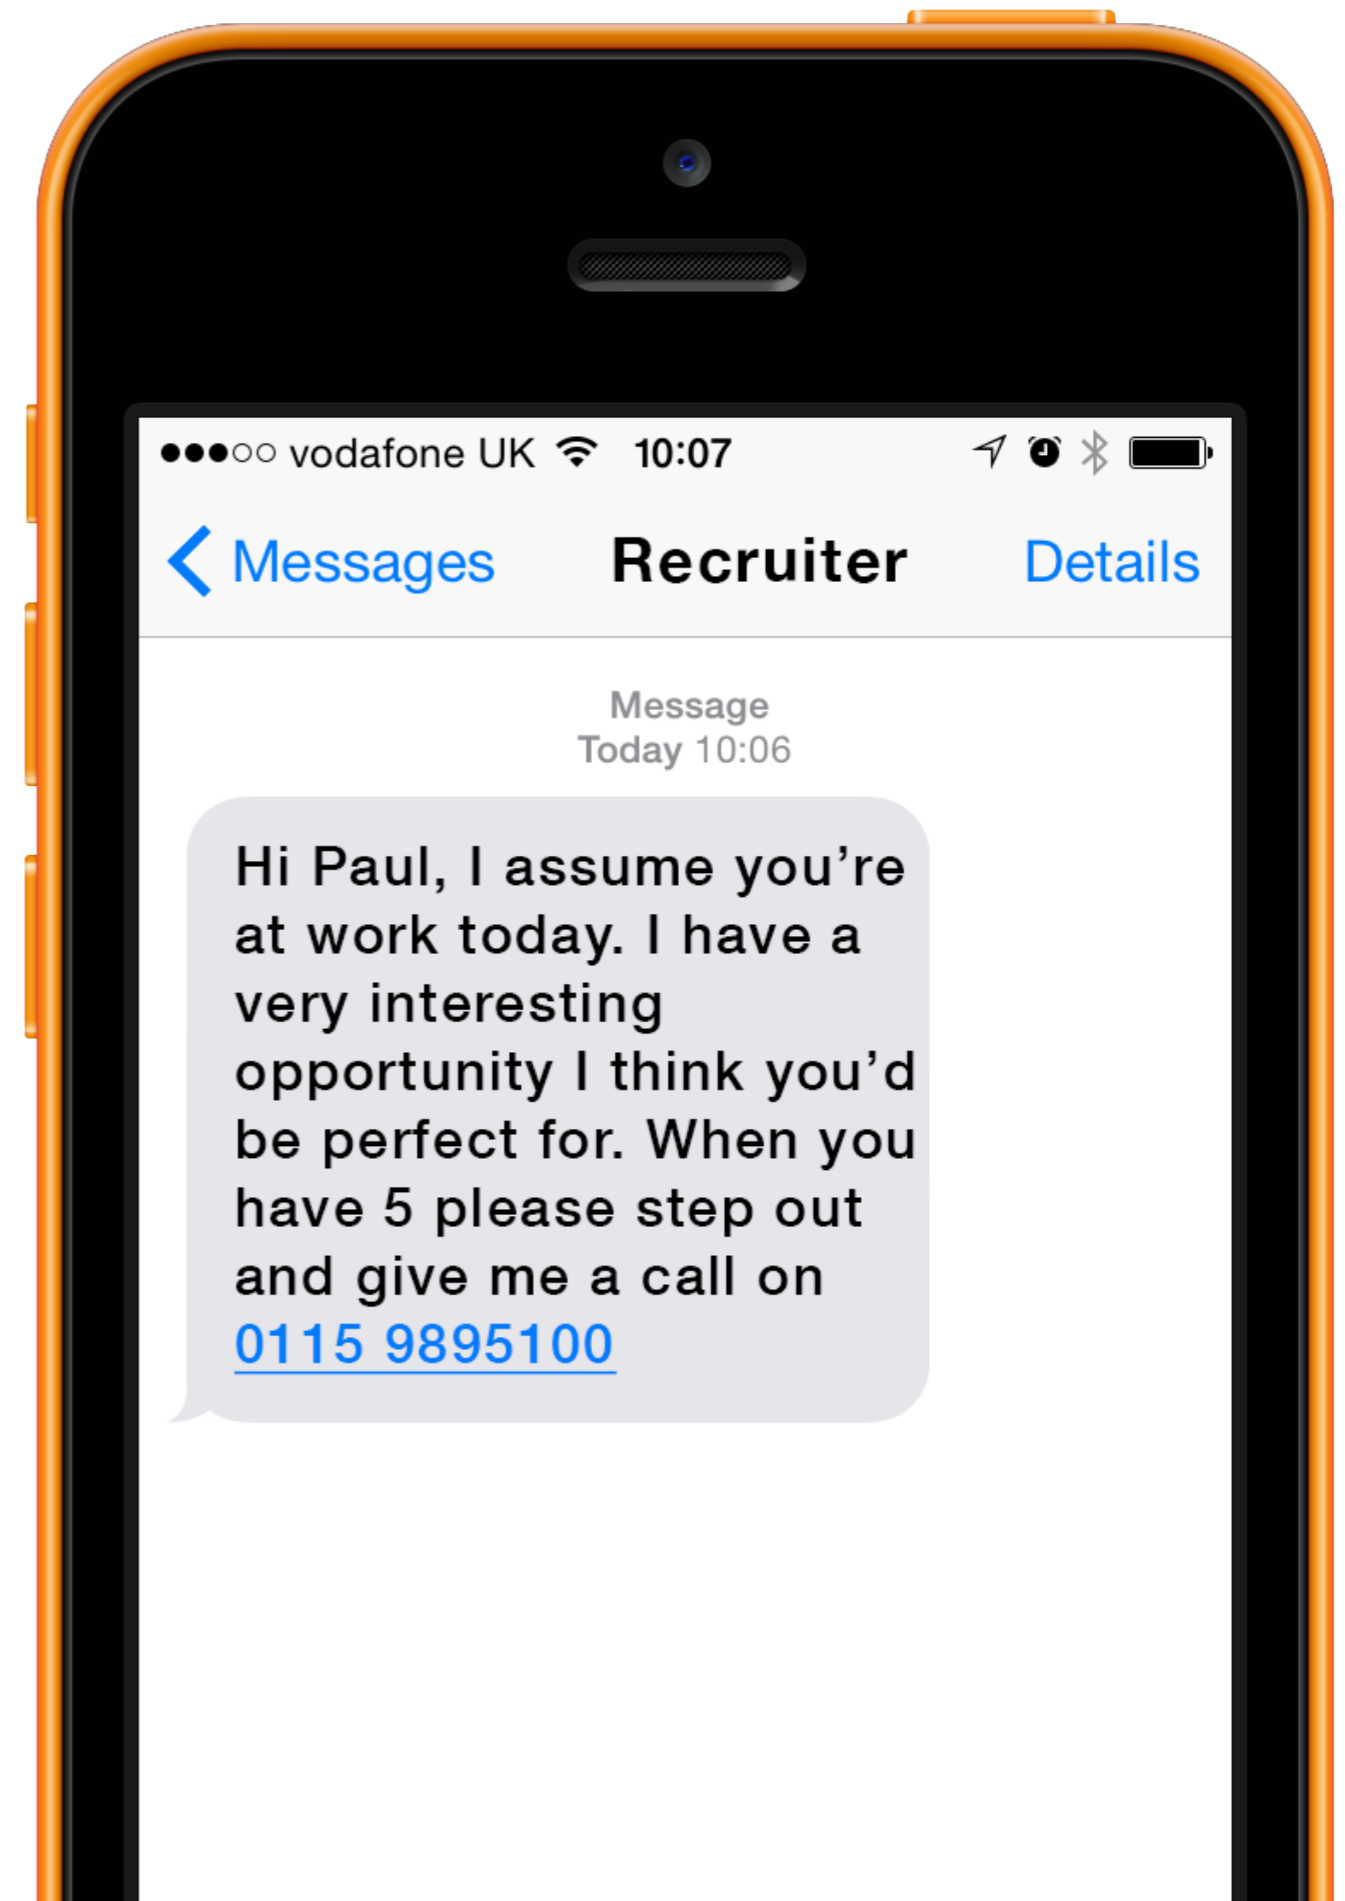 vodafone UK 10:07
Messages Recruiter Details
Message
Today 10:06
Hi Paul, I assume you’re
at work today. I have a
very interesting
opportunity I think you’d
be perfect for. When you
have 5 please step out
and give me a call on
0115 9895100